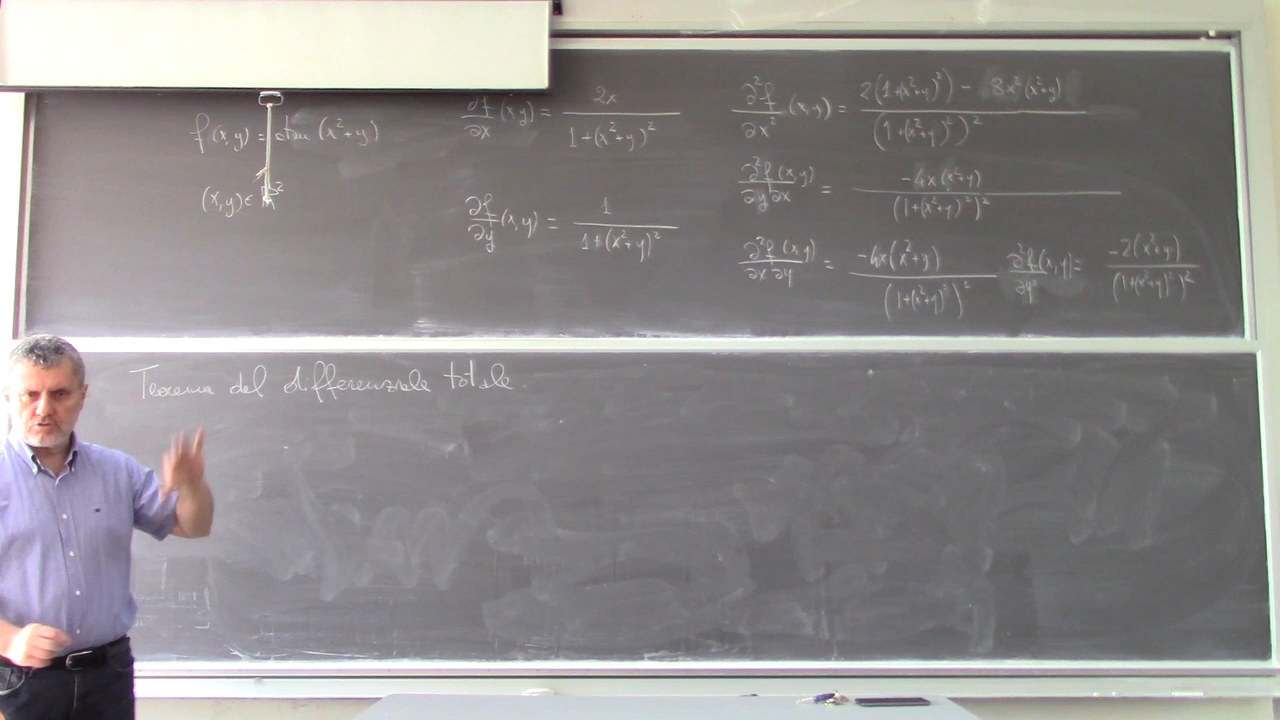 f(x,y) = atan (x²+y)
(x,y) ∈ ℝ²
∂f/∂x (x,y) = 2x / (1+(x²+y)²)
∂f/∂y (x,y) = 1 / (1+(x²+y)²)
∂²f/∂x² (x,y) = (2(1+(x²+y)²) - 8x²(x²+y)) / (1+(x²+y)²)²
∂²f/∂y∂x (x,y) = -4x(x²+y) / (1+(x²+y)²)²
∂²f/∂x∂y (x,y) = -4x(x²+y) / (1+(x²+y)²)² ∂²f/∂y² (x,y) = -2(x²+y) / (1+(x²+y)²)²
Teorema del differenziale totale.